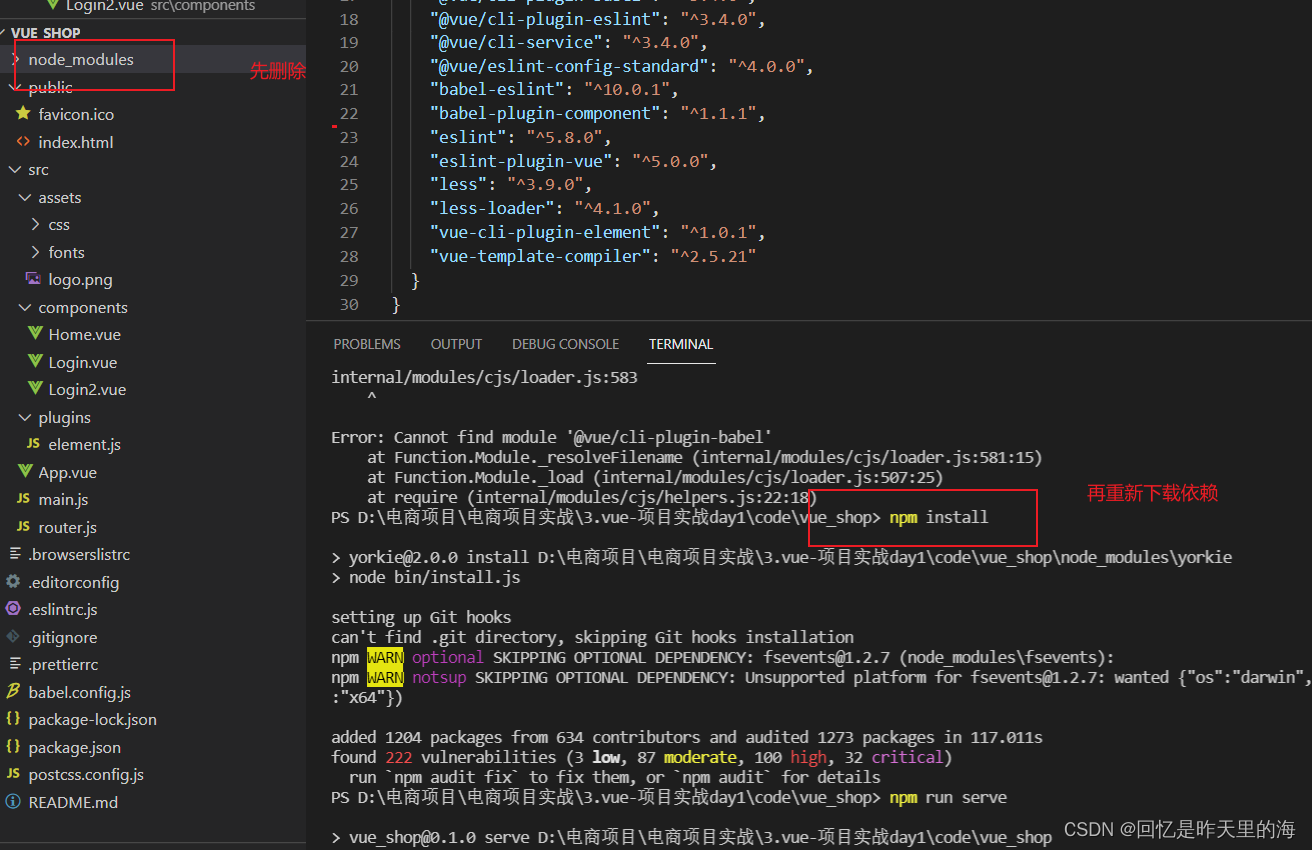 Login2.vue src\components
VUE SHOP
node_modules
先删除
public
favicon.ico
index.html
src
assets
css
fonts
logo.png
components
Home.vue
Login.vue
Login2.vue
plugins
element.js
App.vue
main.js
router.js
.browserslistrc
.editorconfig
.eslintrc.js
.gitignore
.prettierrc
babel.config.js
package-lock.json
package.json
postcss.config.js
README.md
18 "@vue/cli-plugin-eslint": "^3.4.0",
19 "@vue/cli-service": "^3.4.0",
20 "@vue/eslint-config-standard": "^4.0.0",
21 "babel-eslint": "^10.0.1",
22 "babel-plugin-component": "^1.1.1",
23 "eslint": "^5.8.0",
24 "eslint-plugin-vue": "^5.0.0",
25 "less": "^3.9.0",
26 "less-loader": "^4.1.0",
27 "vue-cli-plugin-element": "^1.0.1",
28 "vue-template-compiler": "^2.5.21"
29 }
30 }
PROBLEMS OUTPUT DEBUG CONSOLE TERMINAL
internal/modules/cjs/loader.js:583
^
Error: Cannot find module '@vue/cli-plugin-babel'
at Function.Module._resolveFilename (internal/modules/cjs/loader.js:581:15)
at Function.Module._load (internal/modules/cjs/loader.js:507:25)
at require (internal/modules/cjs/helpers.js:22:18)
再重新下载依赖
PS D:\电商项目\电商项目实战\3.vue-项目实战day1\code\vue_shop> npm install
> yorkie@2.0.0 install D:\电商项目\电商项目实战\3.vue-项目实战day1\code\vue_shop\node_modules\yorkie
> node bin/install.js
setting up Git hooks
can't find .git directory, skipping Git hooks installation
npm WARN optional SKIPPING OPTIONAL DEPENDENCY: fsevents@1.2.7 (node_modules\fsevents):
npm WARN notsup SKIPPING OPTIONAL DEPENDENCY: Unsupported platform for fsevents@1.2.7: wanted {"os":"darwin",
:"x64"})
added 1204 packages from 634 contributors and audited 1273 packages in 117.011s
found 222 vulnerabilities (3 low, 87 moderate, 100 high, 32 critical)
run `npm audit fix` to fix them, or `npm audit` for details
PS D:\电商项目\电商项目实战\3.vue-项目实战day1\code\vue_shop> npm run serve
> vue_shop@0.1.0 serve D:\电商项目\电商项目实战\3.vue-项目实战day1\code\vue_shop
CSDN @回忆是昨天里的海